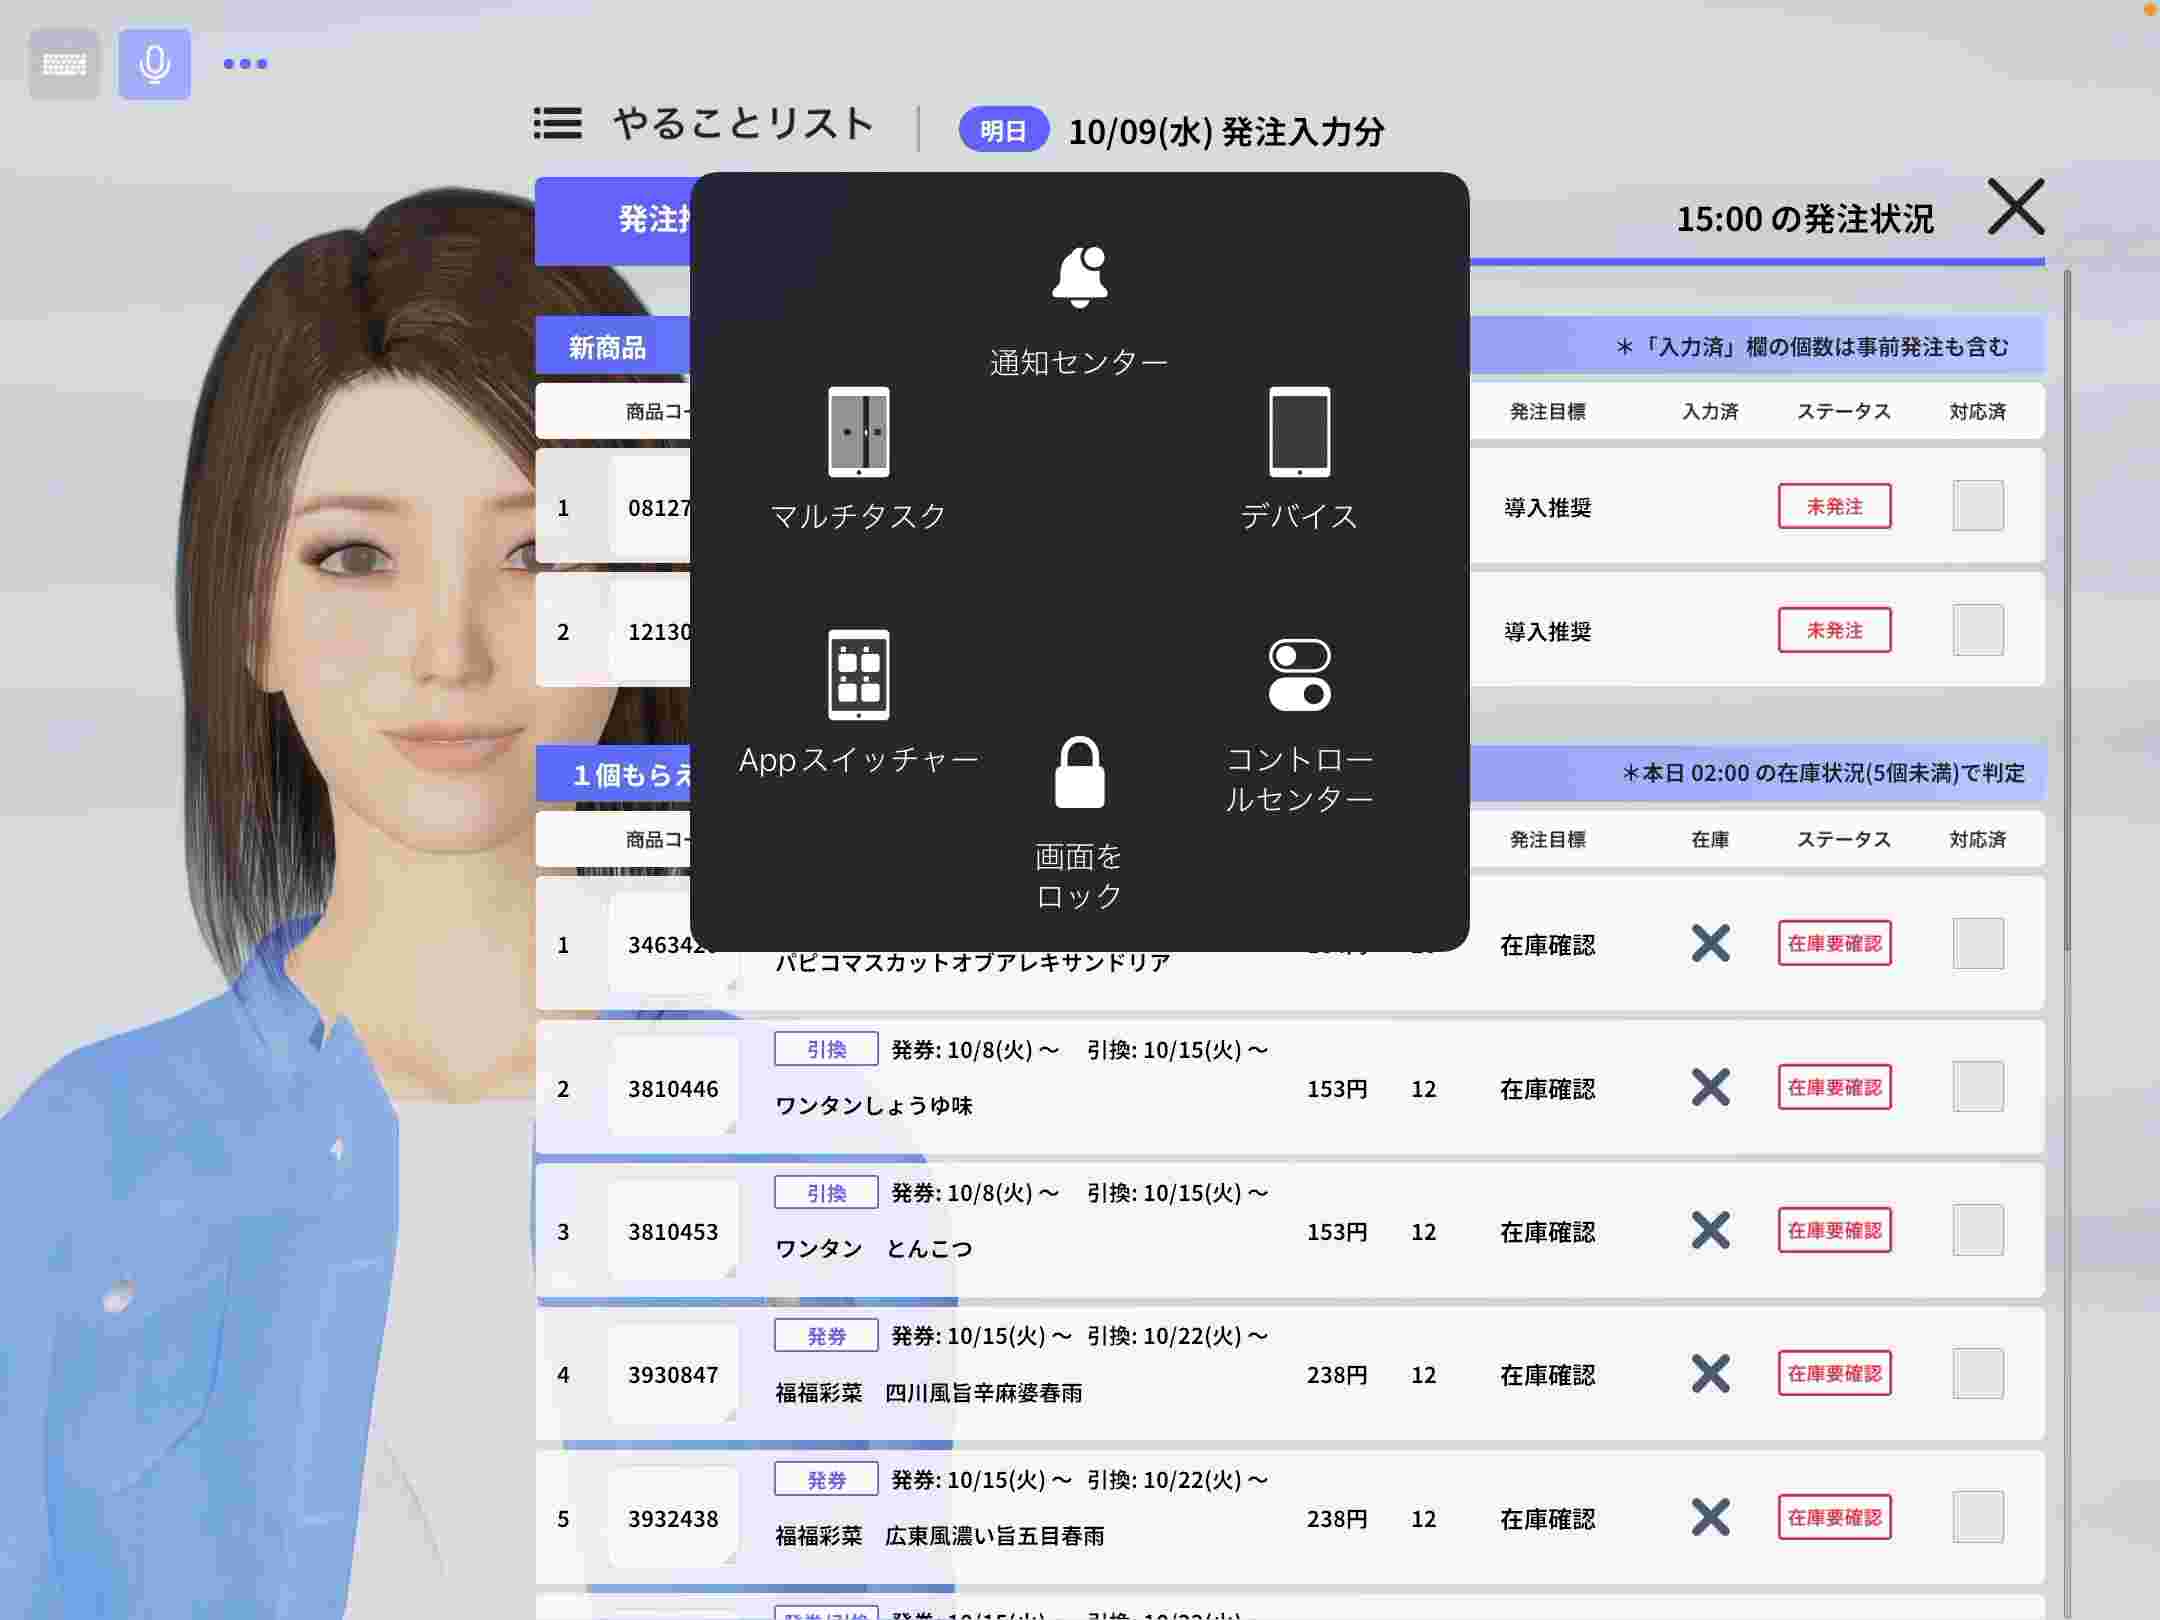 やることリスト
明日
10/09(水) 発注入力分
発注
15:00 の発注状況
新商品
＊「入力済」欄の個数は事前発注も含む
商品コー
発注目標
入力済
ステータス
対応済
1
08127
導入推奨
未発注
2
12130
導入推奨
未発注
通知センター
マルチタスク
デバイス
Appスイッチャー
コントロー
ルセンター
画面を
ロック
１個もらえ
＊本日 02:00 の在庫状況(5個未満)で判定
商品コー
発注目標
在庫
ステータス
対応済
1
34634
パピコマスカットオブアレキサンドリア
在庫確認
在庫要確認
2
3810446
引換
発券: 10/8(火) ～ 引換: 10/15(火) ～
ワンタンしょうゆ味
153円
12
在庫確認
在庫要確認
3
3810453
引換
発券: 10/8(火) ～ 引換: 10/15(火) ～
ワンタン　とんこつ
153円
12
在庫確認
在庫要確認
4
3930847
発券
発券: 10/15(火) ～ 引換: 10/22(火) ～
福福彩菜　四川風旨辛麻婆春雨
238円
12
在庫確認
在庫要確認
5
3932438
発券
発券: 10/15(火) ～ 引換: 10/22(火) ～
福福彩菜　広東風濃い旨五目春雨
238円
12
在庫確認
在庫要確認